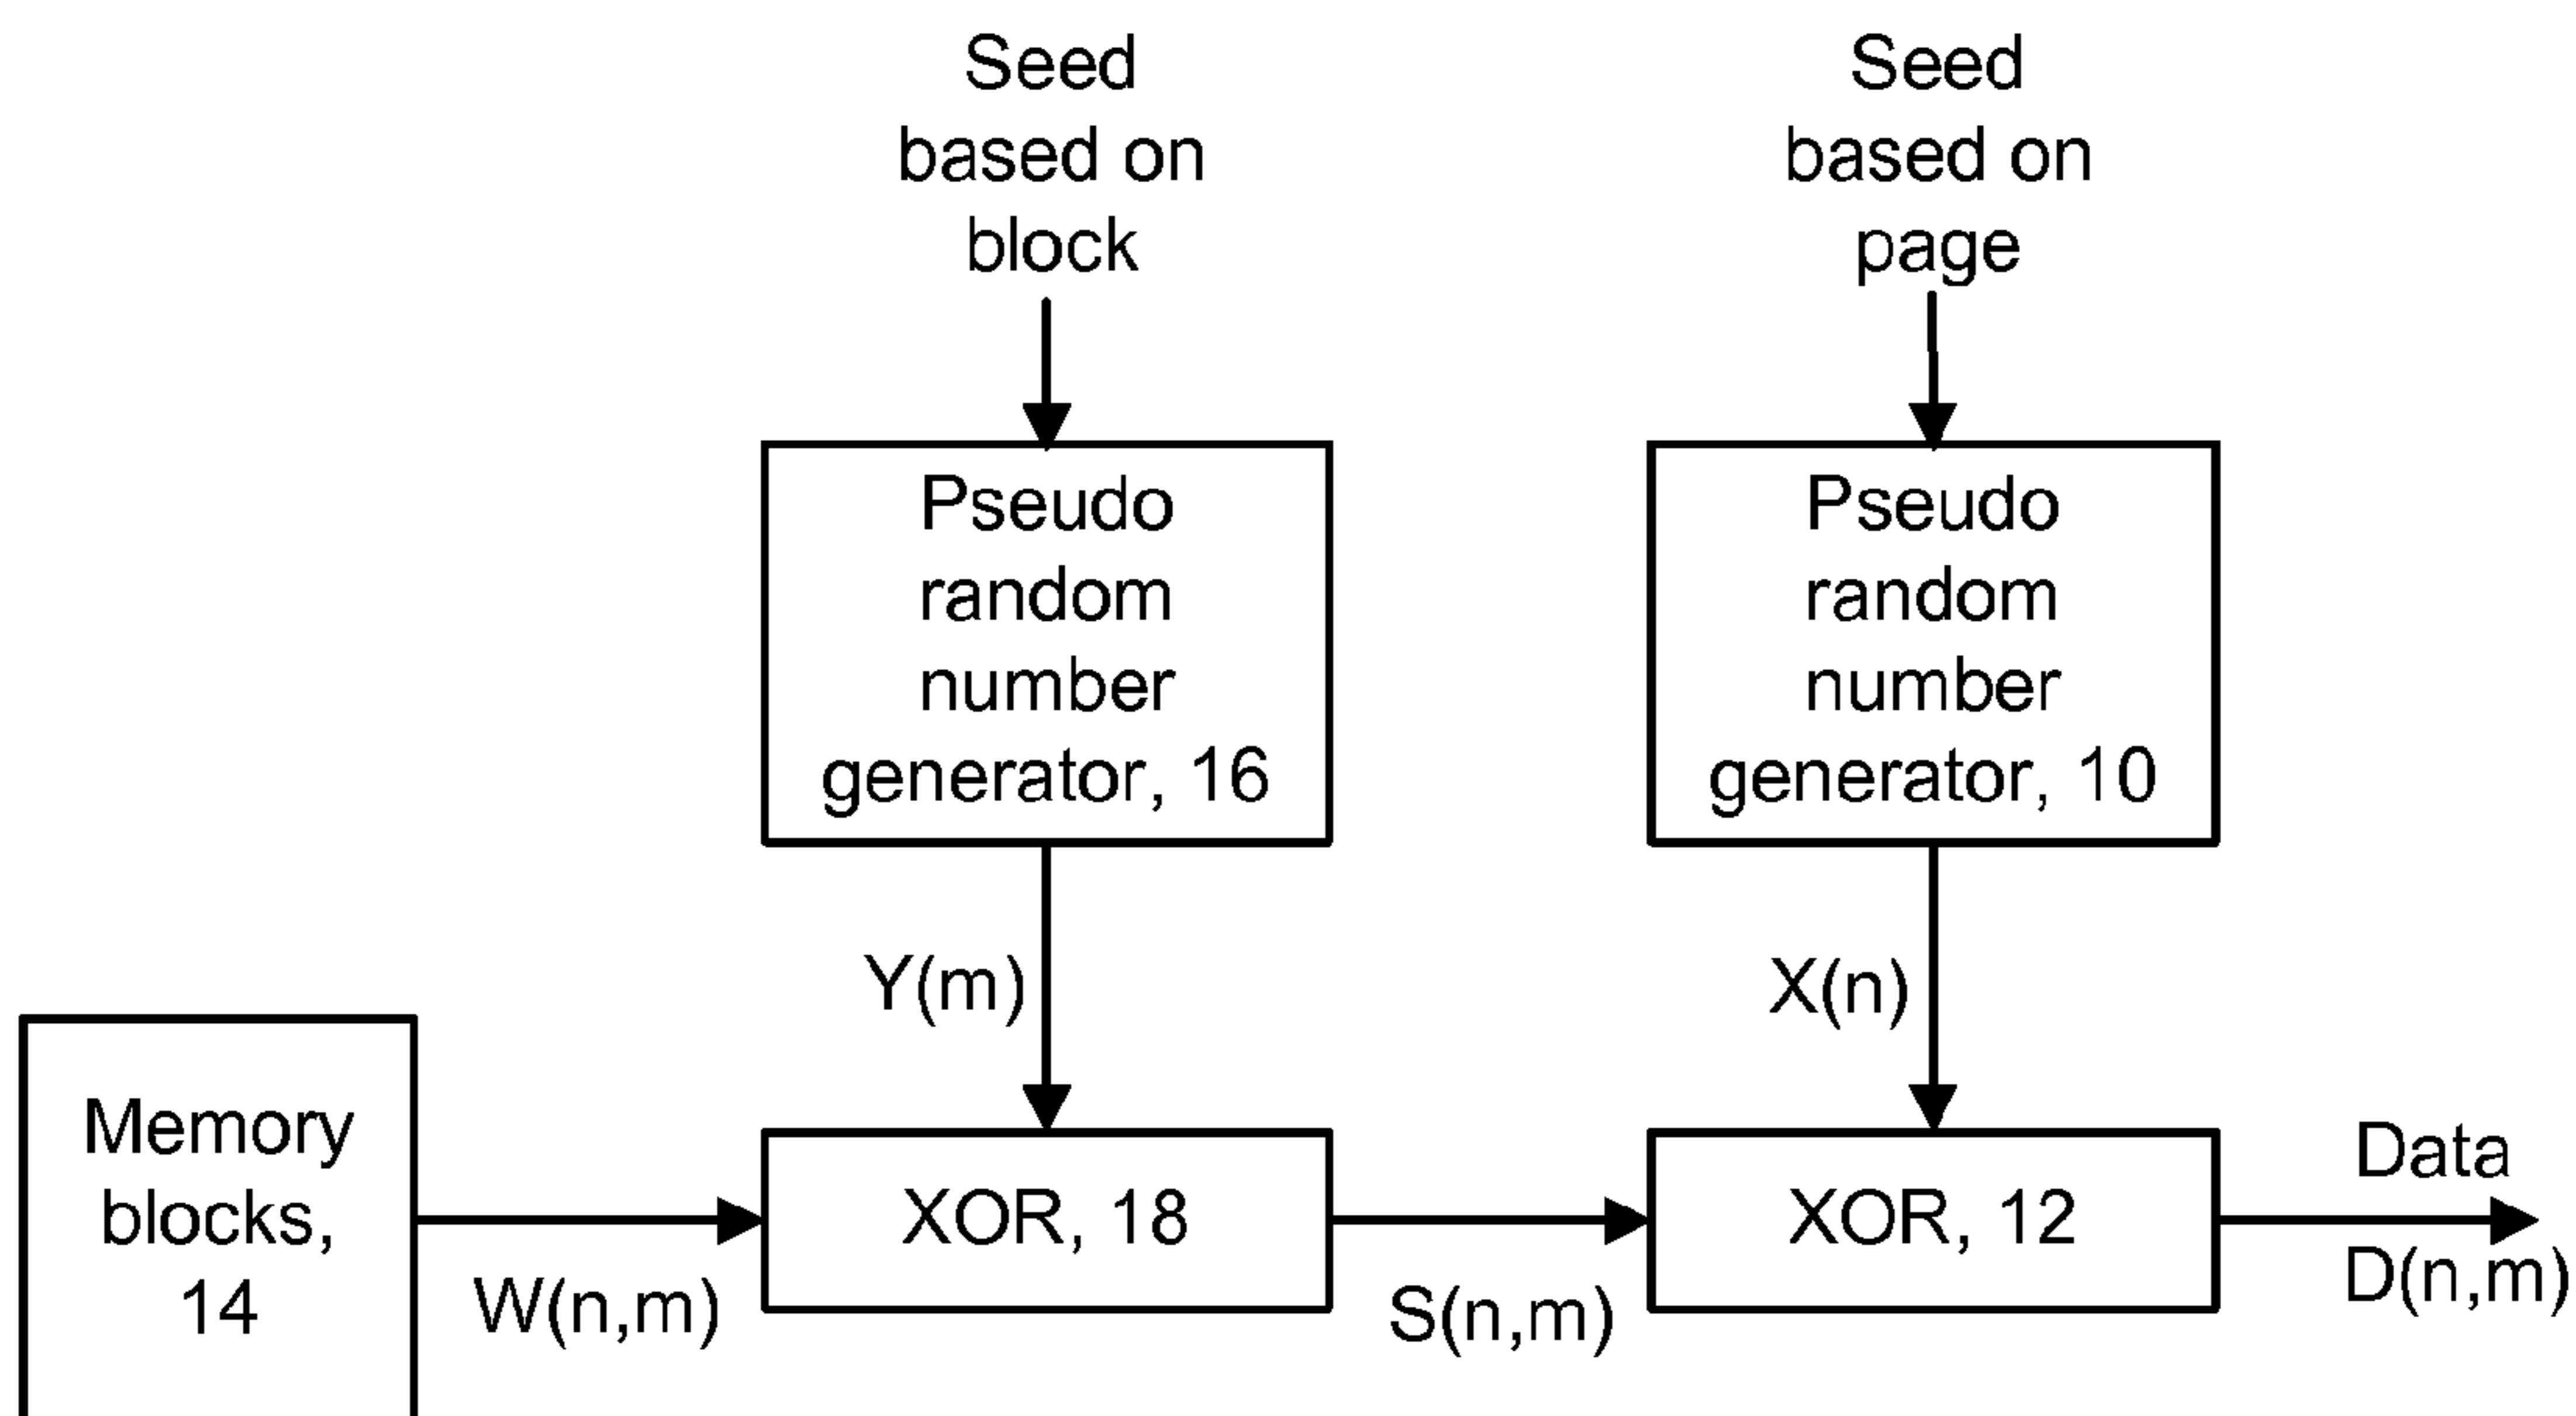 Seed
based on
block
Seed
based on
page
Pseudo
random
number
generator, 16
Pseudo
random
number
generator, 10
Y(m)
X(n)
Memory
blocks,
14
W(n,m)
XOR, 18
S(n,m)
XOR, 12
Data
D(n,m)